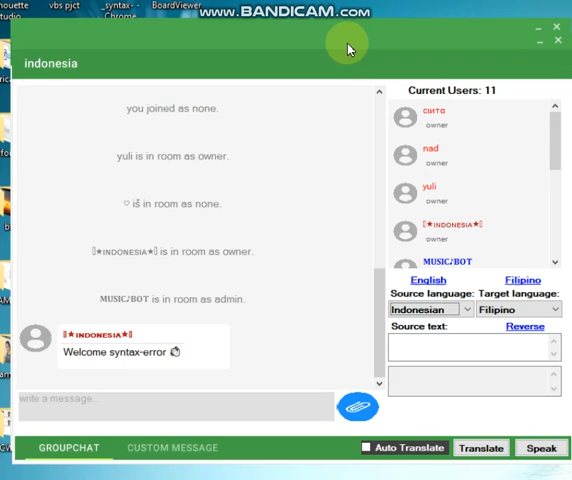 www.BANDICAM.com
vbs pjct
_syntax-- -
BoardViewer
Chrome
indonesia
you joined as none.
yuli is in room as owner.
♡ is in room as none.
★INDONESIA★ is in room as owner.
MUSIC♪BOT is in room as admin.
★INDONESIA★
Welcome syntax-error
write a message...
GROUPCHAT
CUSTOM MESSAGE
Current Users: 11
owner
nad
owner
yuli
owner
★INDONESIA★
owner
MUSIC♪BOT
English
Filipino
Source language:
Target language:
Indonesian
Filipino
Source text:
Reverse
Auto Translate
Translate
Speak